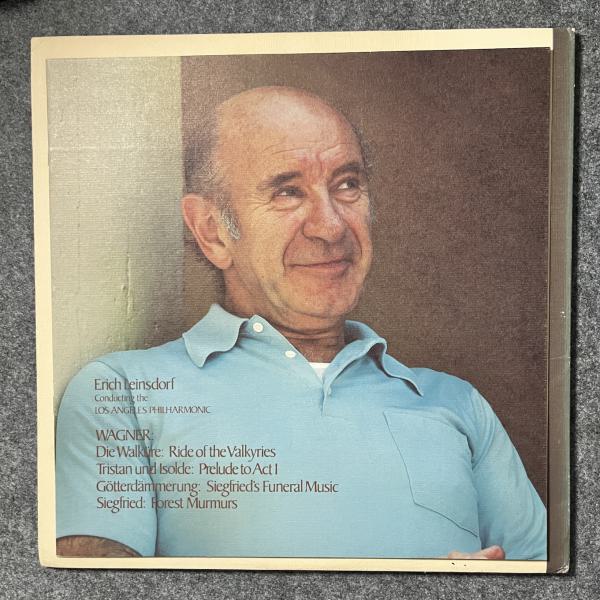 Erich Leinsdorf
Conducting the
LOS ANGELES PHILHARMONIC
WAGNER:
Die Walküre: Ride of the Valkyries
Tristan und Isolde: Prelude to Act I
Götterdämmerung: Siegfried's Funeral Music
Siegfried: Forest Murmurs